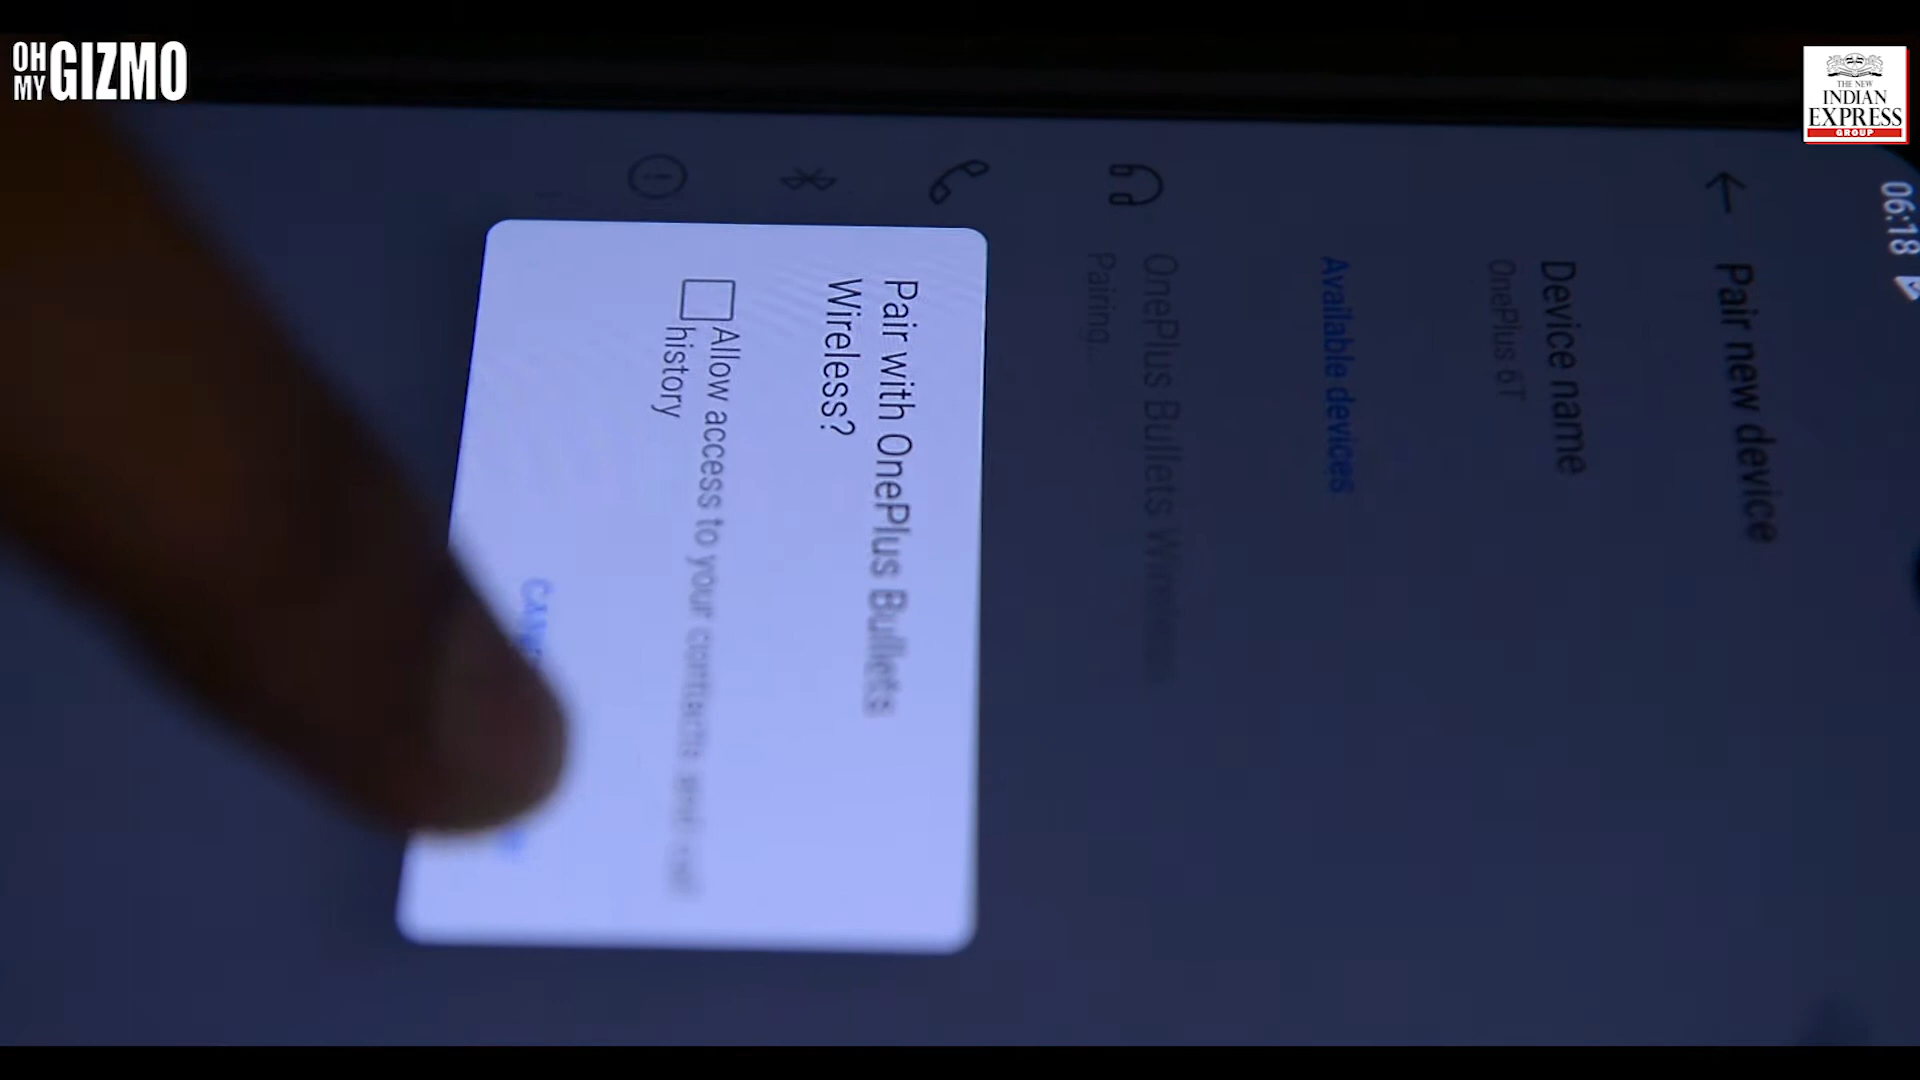 OH
MY GIZMO
THE NEW
INDIAN
EXPRESS
GROUP
06:18
Pair new device
Device name
OnePlus 6T
Available devices
OnePlus Bullets Wireless
Pairing...
Pair with OnePlus Bullets
Wireless?
Allow access to your contacts and call
history